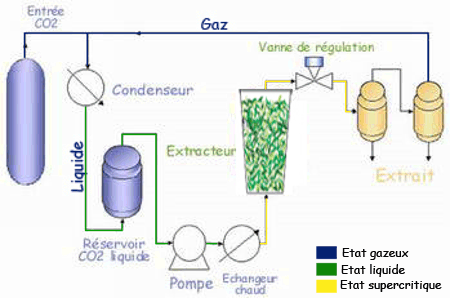 Entrée
CO2
Gaz
Vanne de régulation
Condenseur
Extracteur
Liquide
Extrait
Réservoir
CO2 liquide
Pompe
Echangeur
chaud
Etat gazeux
Etat liquide
Etat supercritique